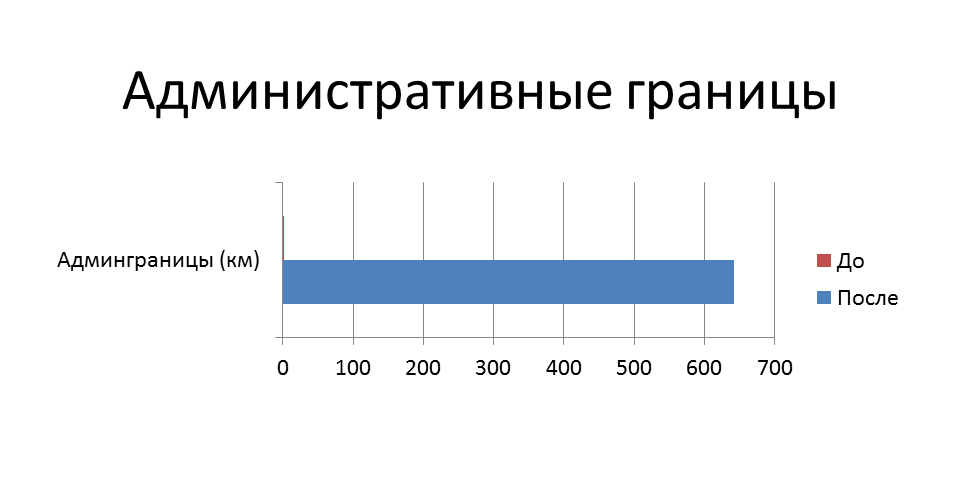 Административные границы
Админграницы (км)
До
После
0 100 200 300 400 500 600 700